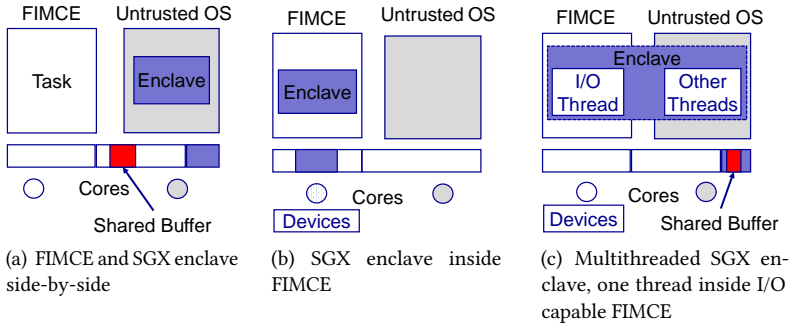 FIMCE
Untrusted OS
Task
Enclave
Cores
Shared Buffer
(a) FIMCE and SGX enclave
side-by-side
FIMCE
Untrusted OS
Enclave
Cores
Devices
(b) SGX enclave inside
FIMCE
FIMCE
Untrusted OS
Enclave
I/O
Thread
Other
Threads
Cores
Devices
Shared Buffer
(c) Multithreaded SGX en-
clave, one thread inside I/O
capable FIMCE